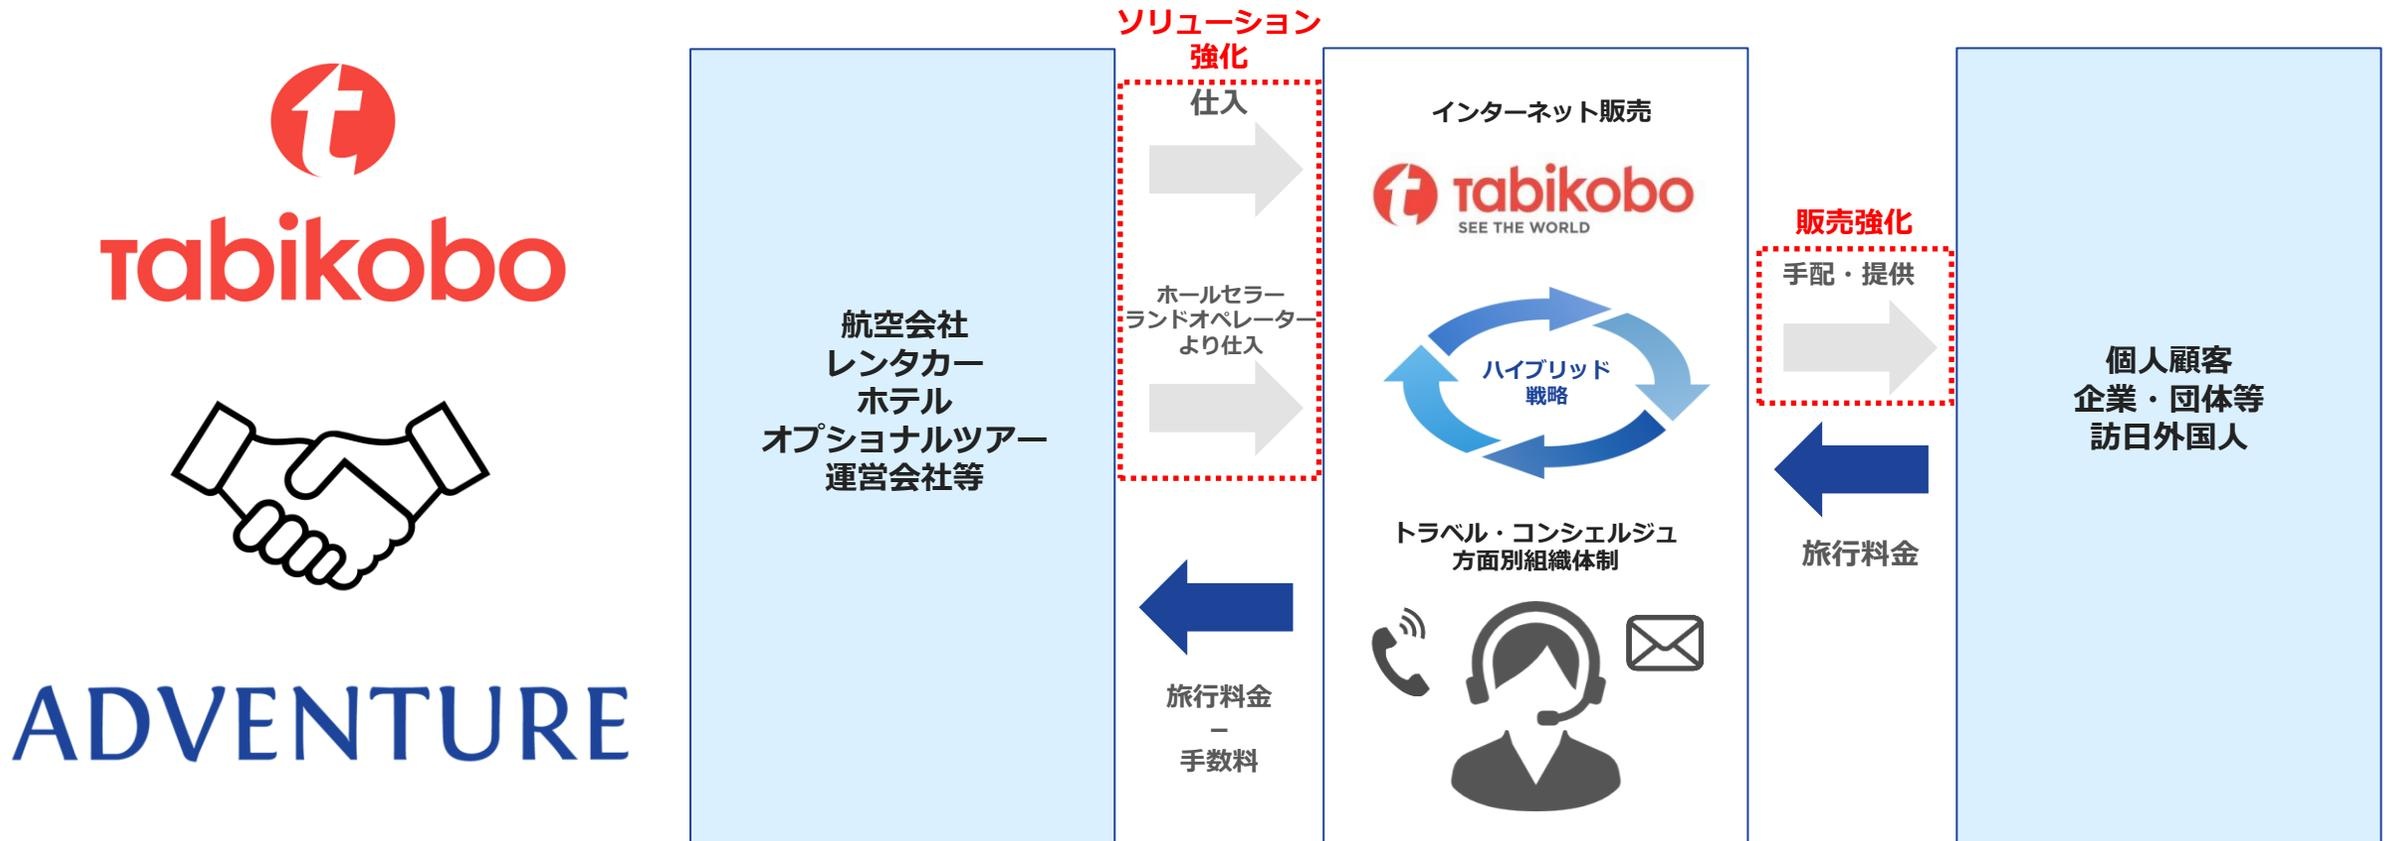 Tabikobo
ADVENTURE
航空会社
レンタカー
ホテル
オプショナルツアー
運営会社等
ソリューション
強化
仕入
ホールセラー
ランドオペレーター
より仕入
旅行料金
－
手数料
インターネット販売
Tabikobo
SEE THE WORLD
ハイブリッド
戦略
トラベル・コンシェルジュ
方面別組織体制
販売強化
手配・提供
旅行料金
個人顧客
企業・団体等
訪日外国人